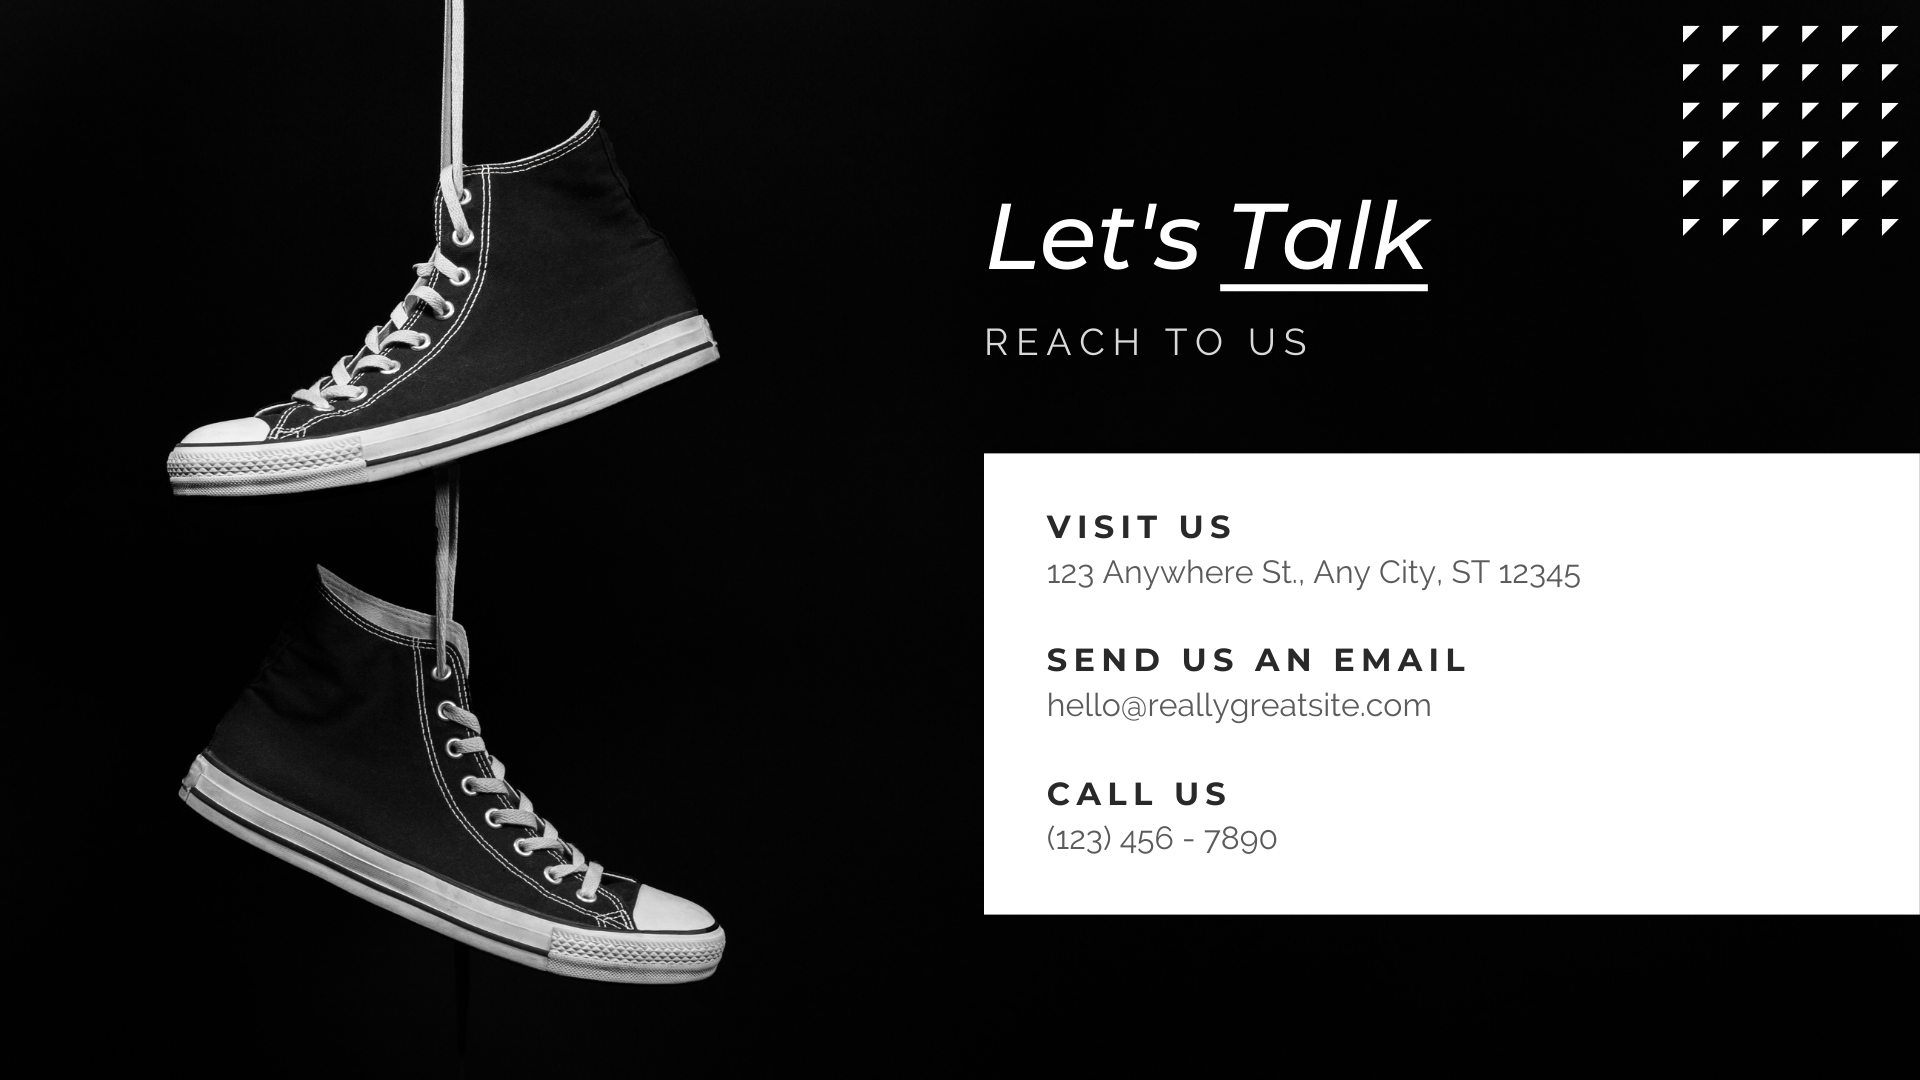 Let's Talk
REACH TO US
VISIT US
123 Anywhere St., Any City, ST 12345
SEND US AN EMAIL
hello@reallygreatsite.com
CALL US
(123) 456 - 7890